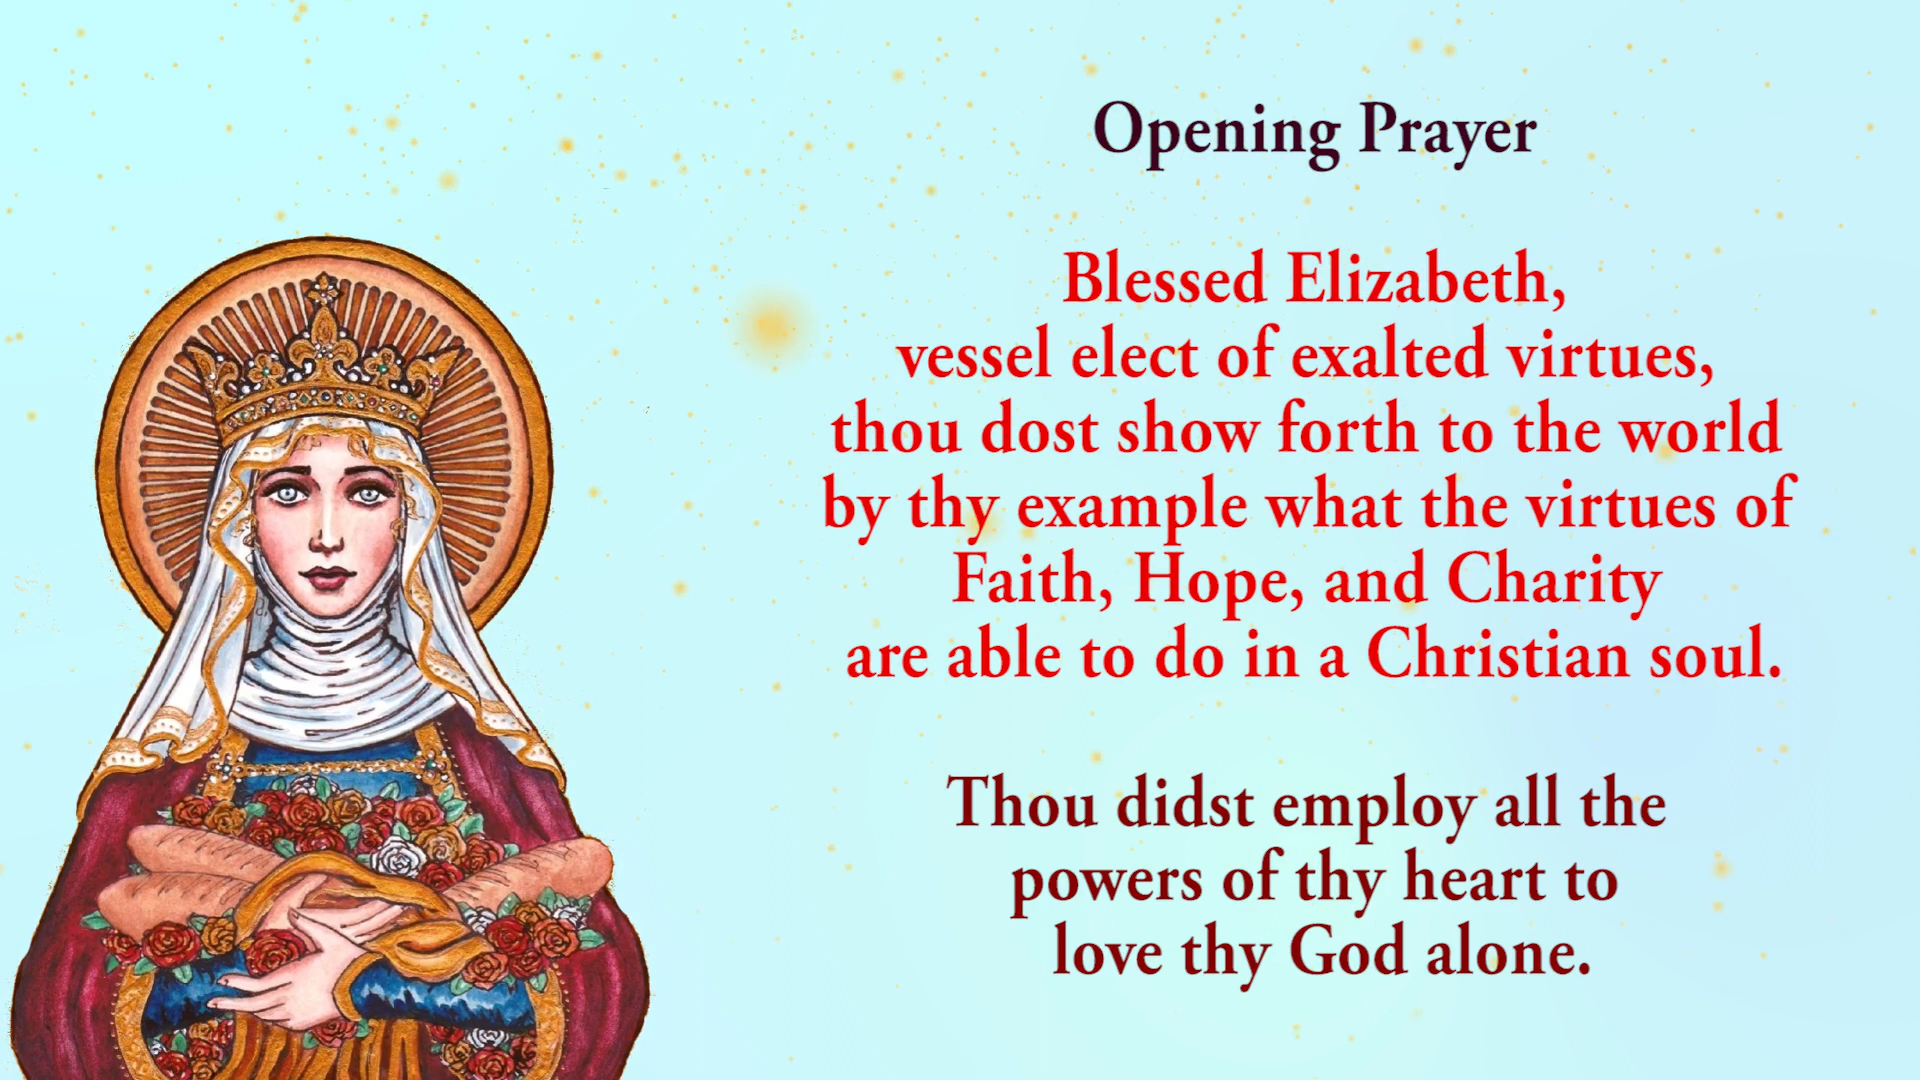 Opening Prayer
Blessed Elizabeth,
vessel elect of exalted virtues,
thou dost show forth to the world
by thy example what the virtues of
Faith, Hope, and Charity
are able to do in a Christian soul.
Thou didst employ all the
powers of thy heart to
love thy God alone.